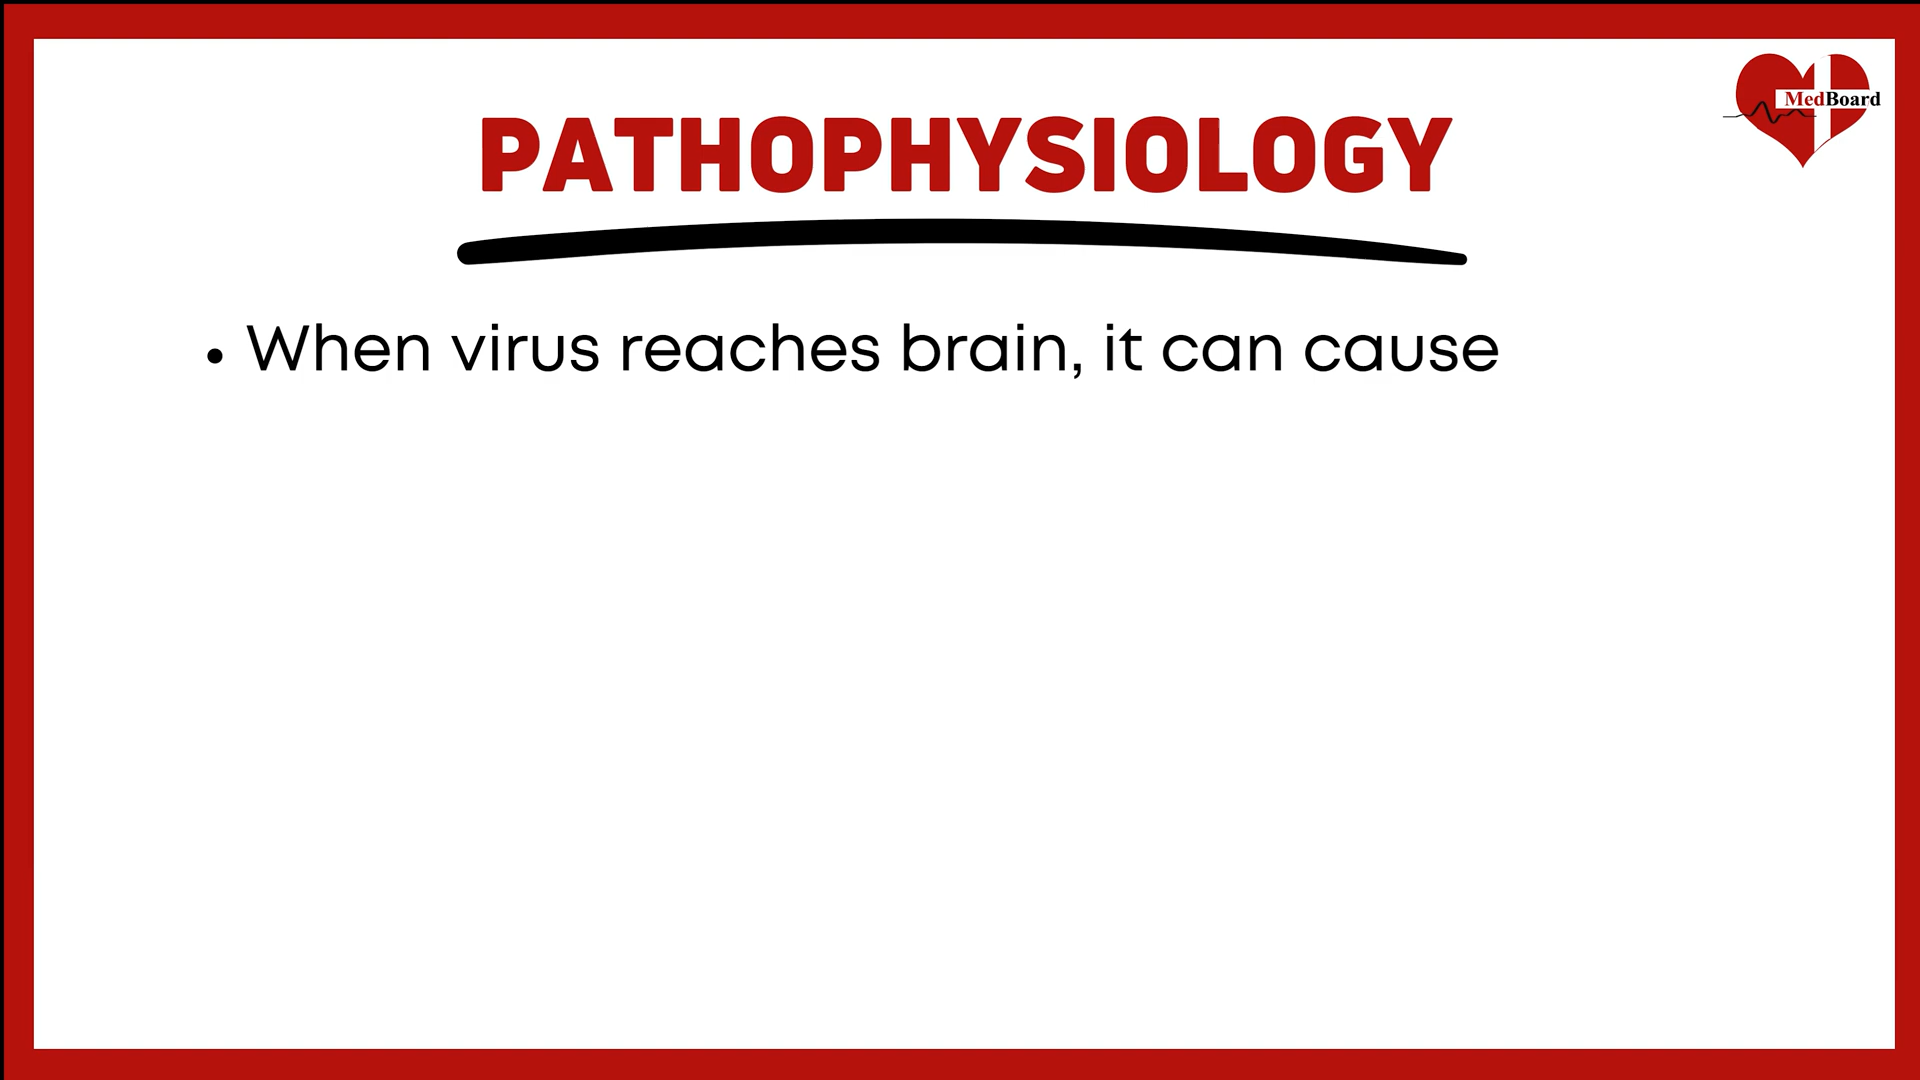 MedBoard
PATHOPHYSIOLOGY
• When virus reaches brain, it can cause